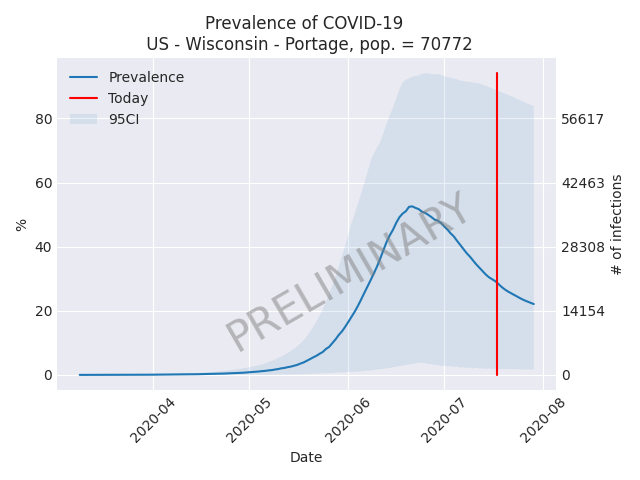 Prevalence of COVID-19
US - Wisconsin - Portage, pop. = 70772
Prevalence
Today
95CI
80
60
40
20
0
%
56617
42463
28308
14154
0
# of infections
PRELIMINARY
2020-04
2020-05
2020-06
2020-07
2020-08
Date